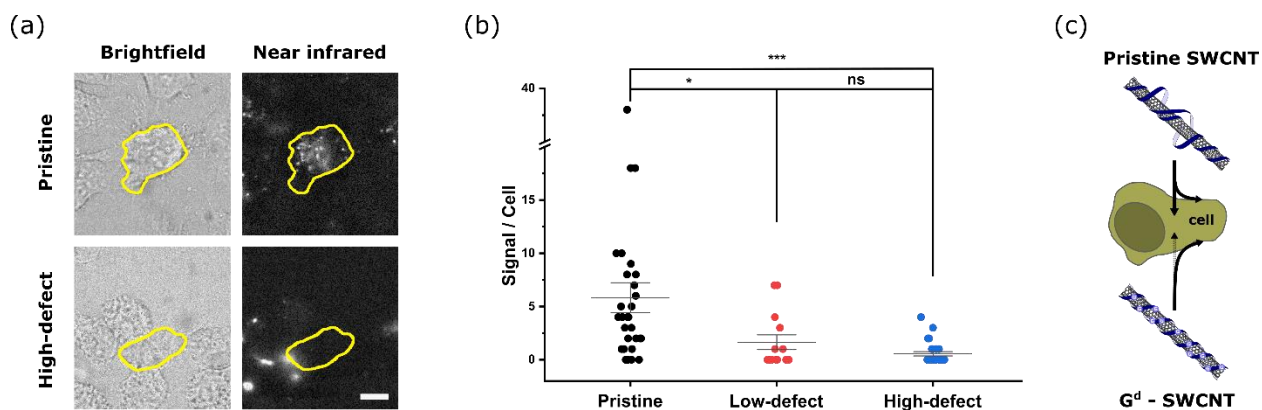 (a)
Brightfield
Near infrared
Pristine
High-defect
(b)
***
*
ns
40
15
10
5
0
Signal / Cell
Pristine
Low-defect
High-defect
(c)
Pristine SWCNT
cell
Gᵈ - SWCNT